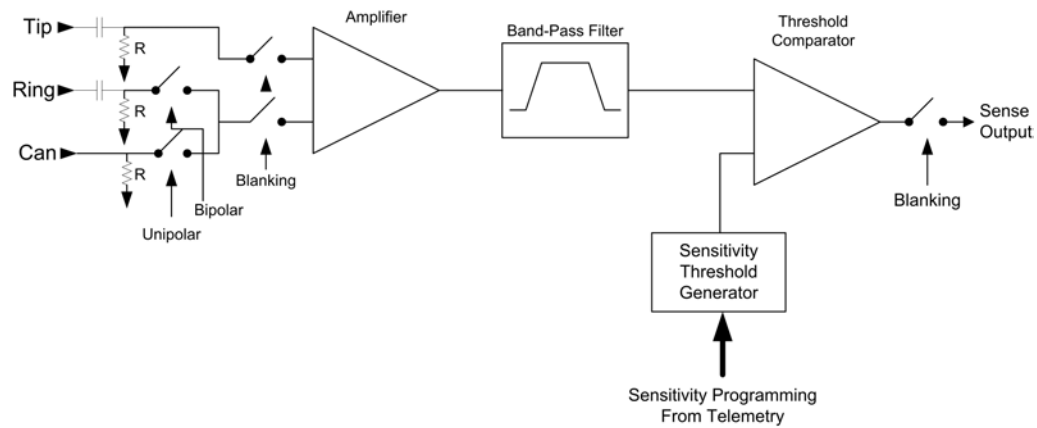 Tip
R
Ring
R
Can
R
Unipolar
Bipolar
Blanking
Amplifier
Band-Pass Filter
Threshold
Comparator
Sense
Output
Blanking
Sensitivity
Threshold
Generator
Sensitivity Programming
From Telemetry